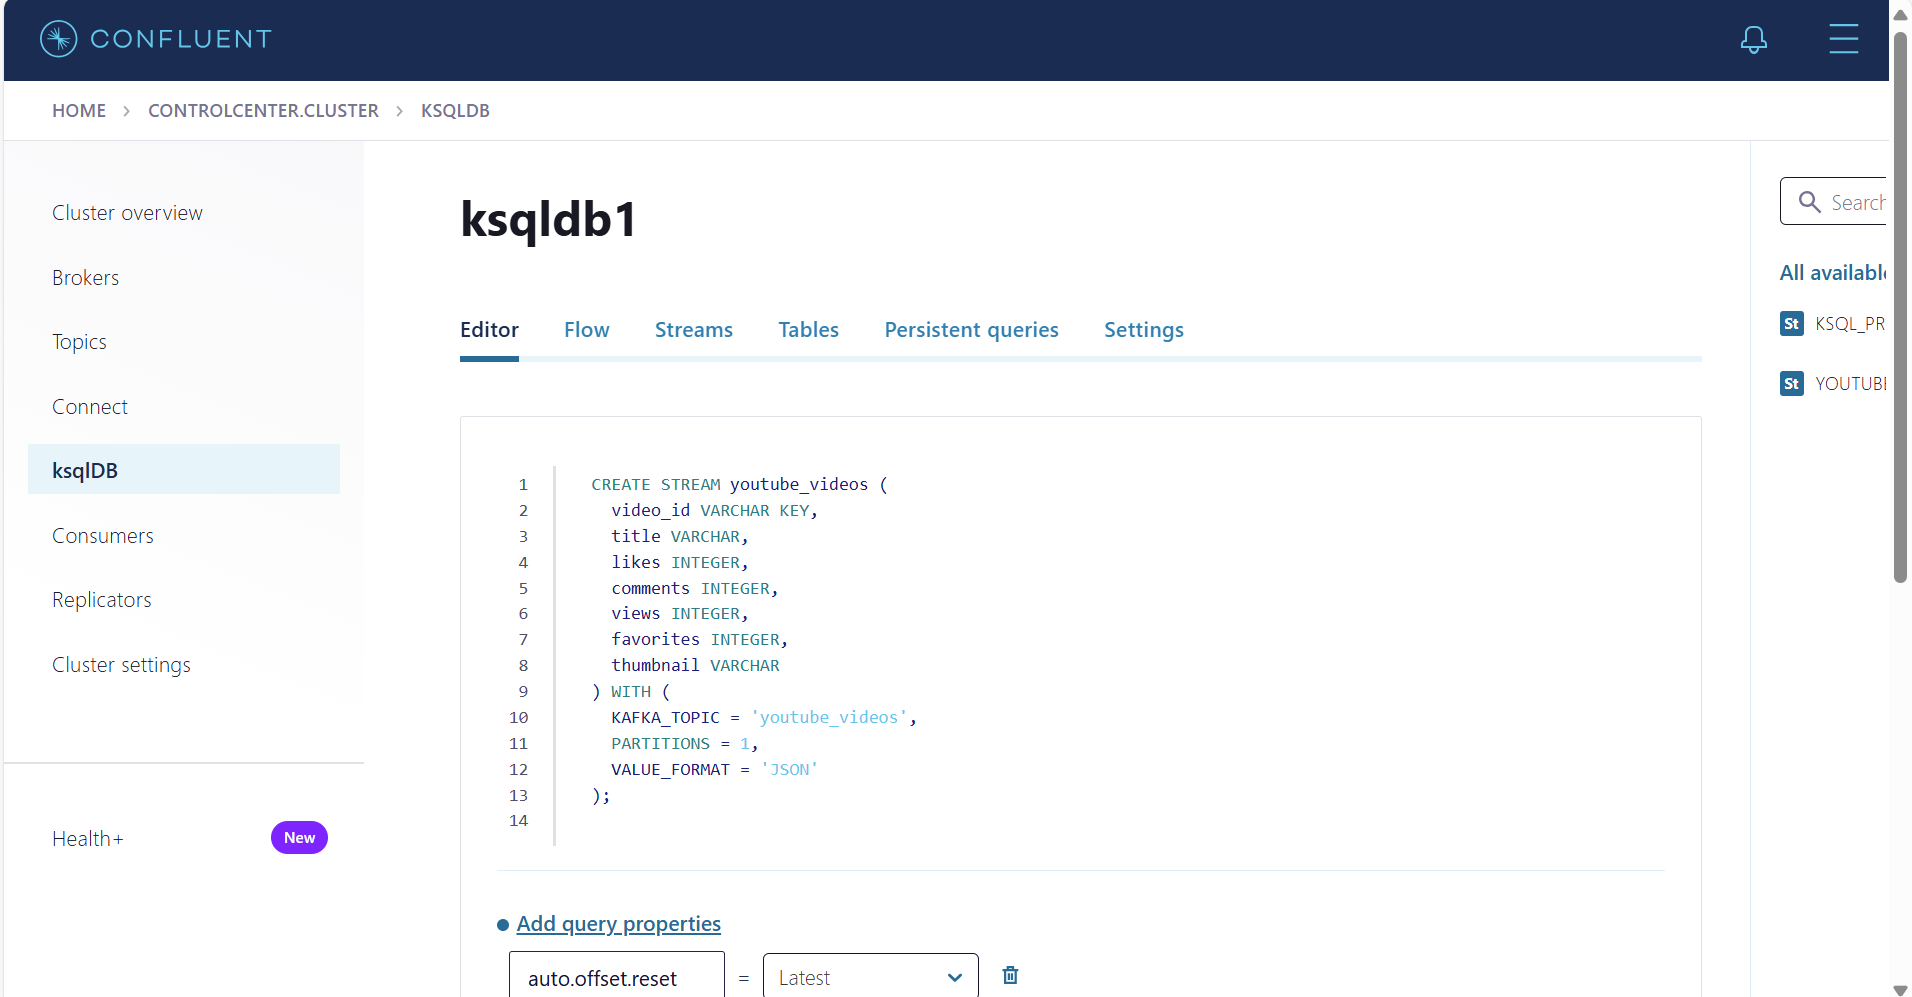 CONFLUENT
HOME > CONTROLCENTER.CLUSTER > KSQLDB
Cluster overview
Brokers
Topics
Connect
ksqlDB
Consumers
Replicators
Cluster settings
Health+
New
ksqldb1
Editor Flow Streams Tables Persistent queries Settings
1 CREATE STREAM youtube_videos (
2 video_id VARCHAR KEY,
3 title VARCHAR,
4 likes INTEGER,
5 comments INTEGER,
6 views INTEGER,
7 favorites INTEGER,
8 thumbnail VARCHAR
9 ) WITH (
10 KAFKA_TOPIC = 'youtube_videos',
11 PARTITIONS = 1,
12 VALUE_FORMAT = 'JSON'
13 );
14
Add query properties
auto.offset.reset = Latest
Search
All available
St KSQL_PR
St YOUTUBE